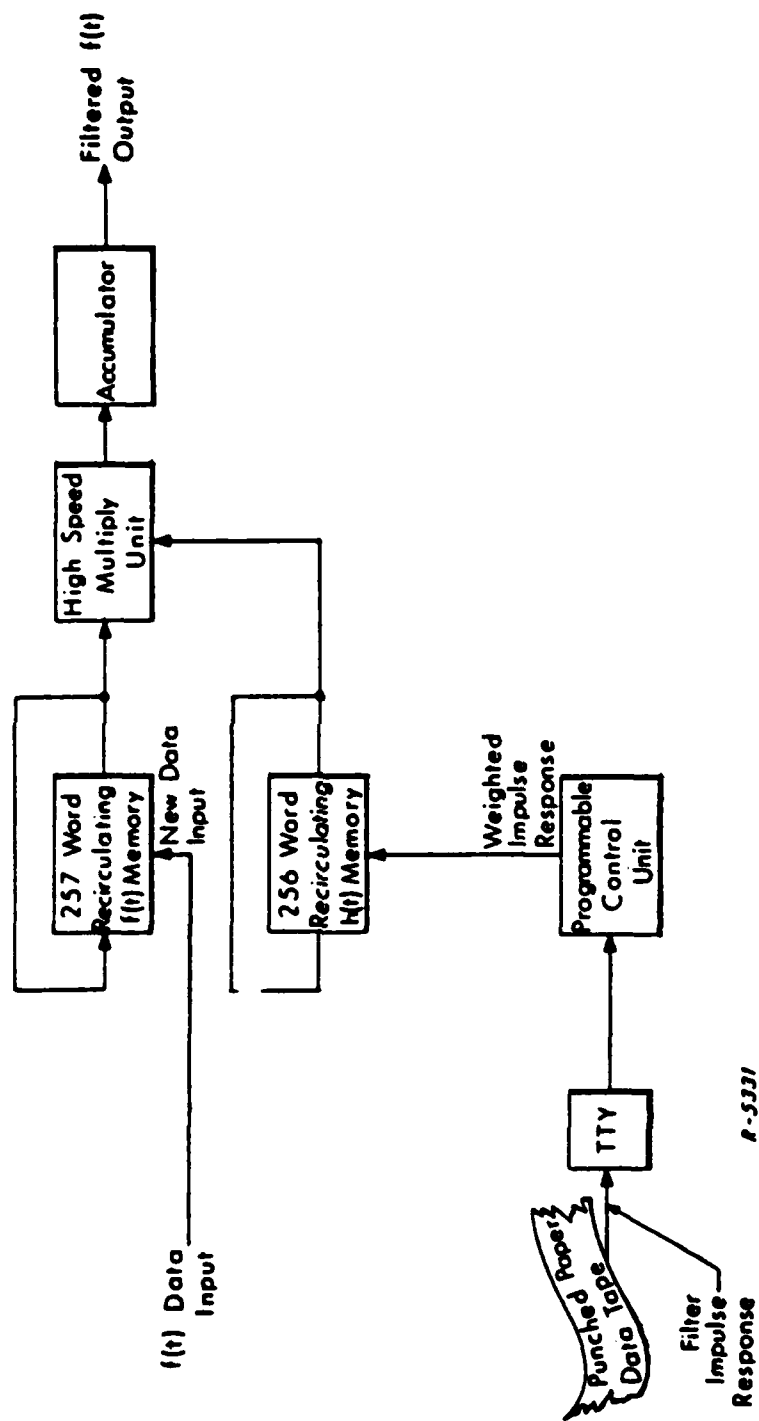 f(t) Data
Input
257 Word
Recirculating
f(t) Memory
New Data
Input
High Speed
Multiply
Unit
Accumulator
Filtered f(t)
Output
256 Word
Recirculating
h(t) Memory
Weighted
Impulse
Response
Punched Paper
Data Tape
Filter
Impulse
Response
TTY
Programmable
Control
Unit
R-5331